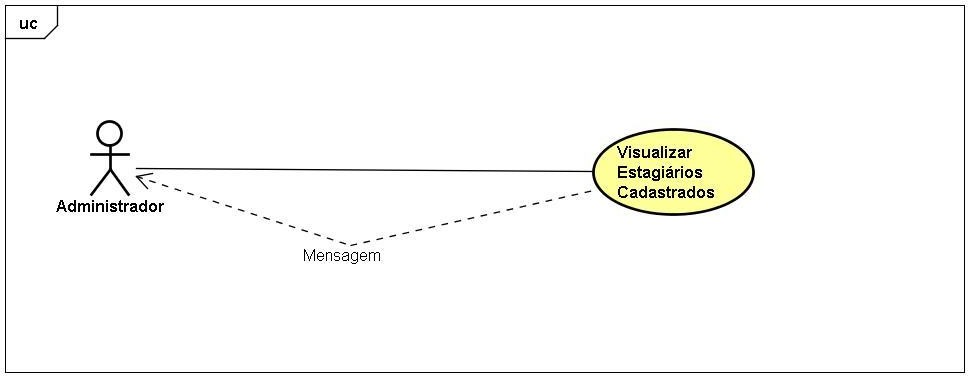 uc
Visualizar
Estagiários
Cadastrados
Administrador
Mensagem